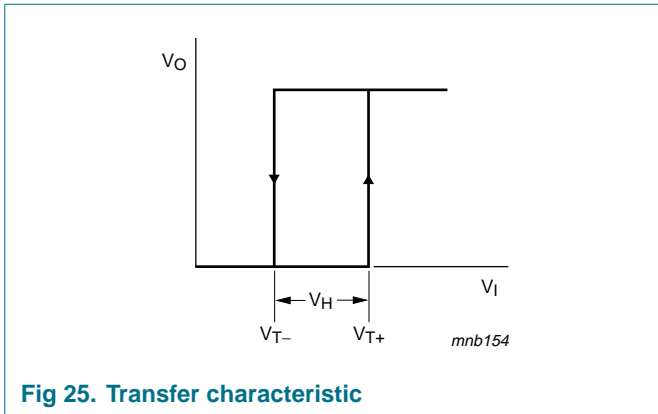 VO
VI
VH
VT−
VT+
mnb154
Fig 25. Transfer characteristic